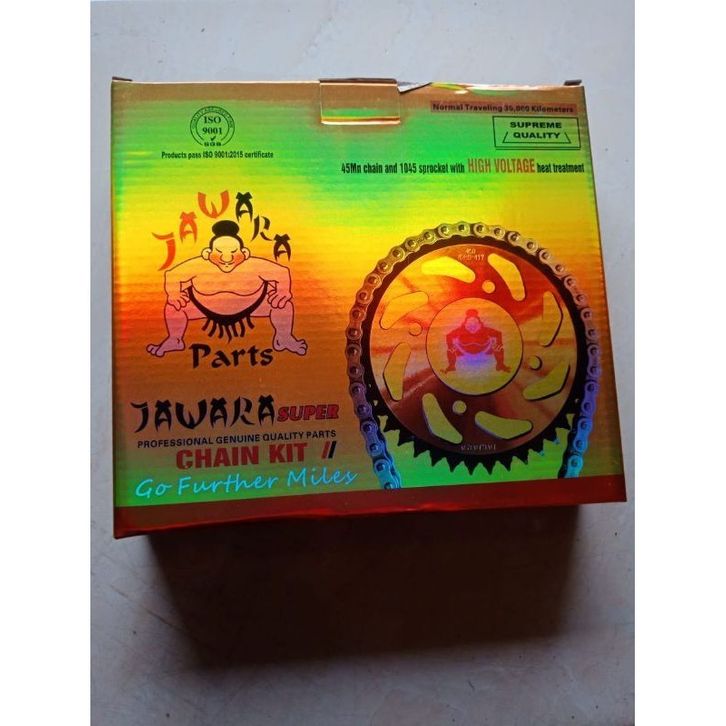 Normal Traveling 35,000 Kilometers
ISO
9001
SGS
Products pass ISO 9001:2015 certificate
SUPREME
QUALITY
45Mn chain and 1045 sprocket with HIGH VOLTAGE heat treatment
JAWARA
Parts
JAWARA SUPER
PROFESSIONAL GENUINE QUALITY PARTS
CHAIN KIT
Go Further Miles